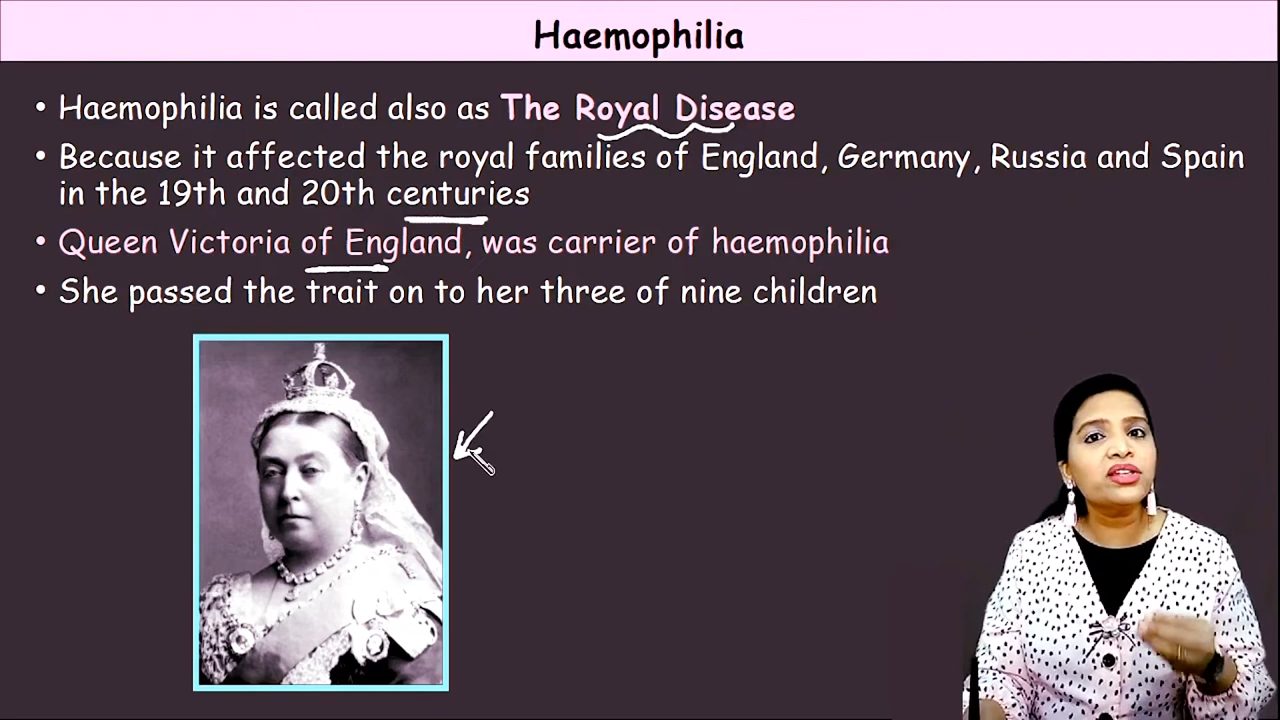 Haemophilia
• Haemophilia is called also as The Royal Disease
• Because it affected the royal families of England, Germany, Russia and Spain
in the 19th and 20th centuries
• Queen Victoria of England, was carrier of haemophilia
• She passed the trait on to her three of nine children